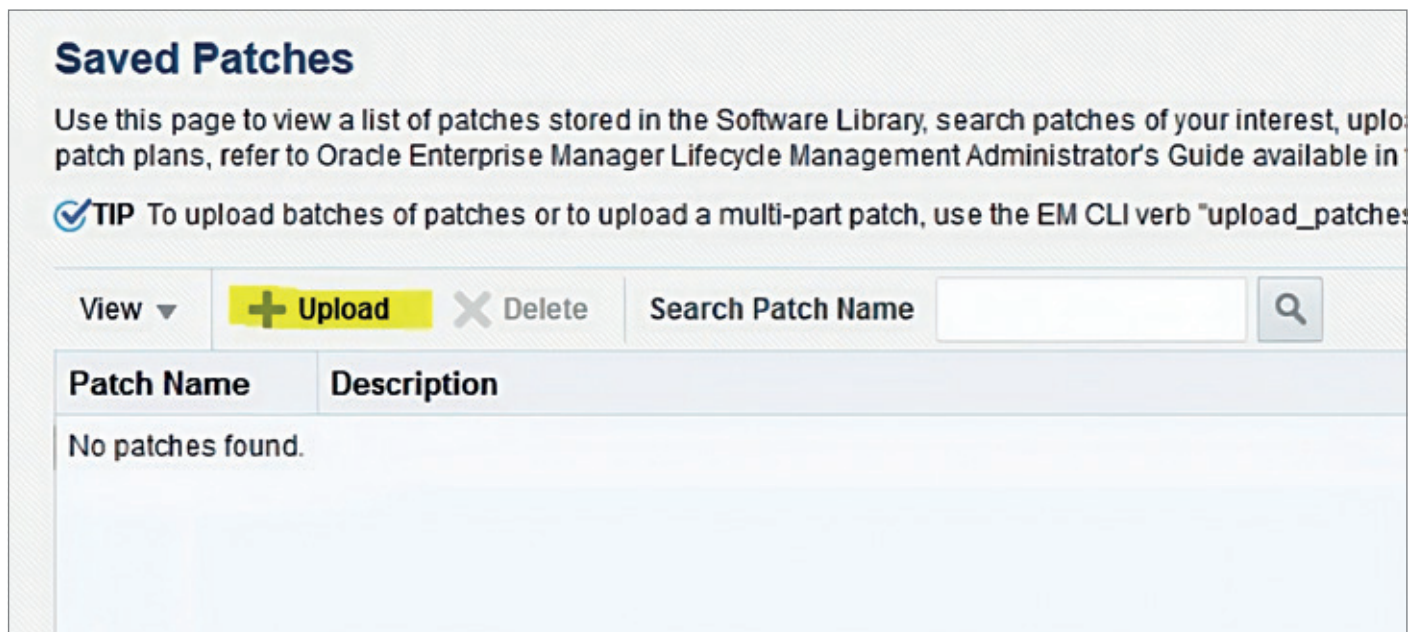 Saved Patches
Use this page to view a list of patches stored in the Software Library, search patches of your interest, uplo
patch plans, refer to Oracle Enterprise Manager Lifecycle Management Administrator's Guide available in
TIP To upload batches of patches or to upload a multi-part patch, use the EM CLI verb "upload_patches
View Upload Delete Search Patch Name
Patch Name Description
No patches found.